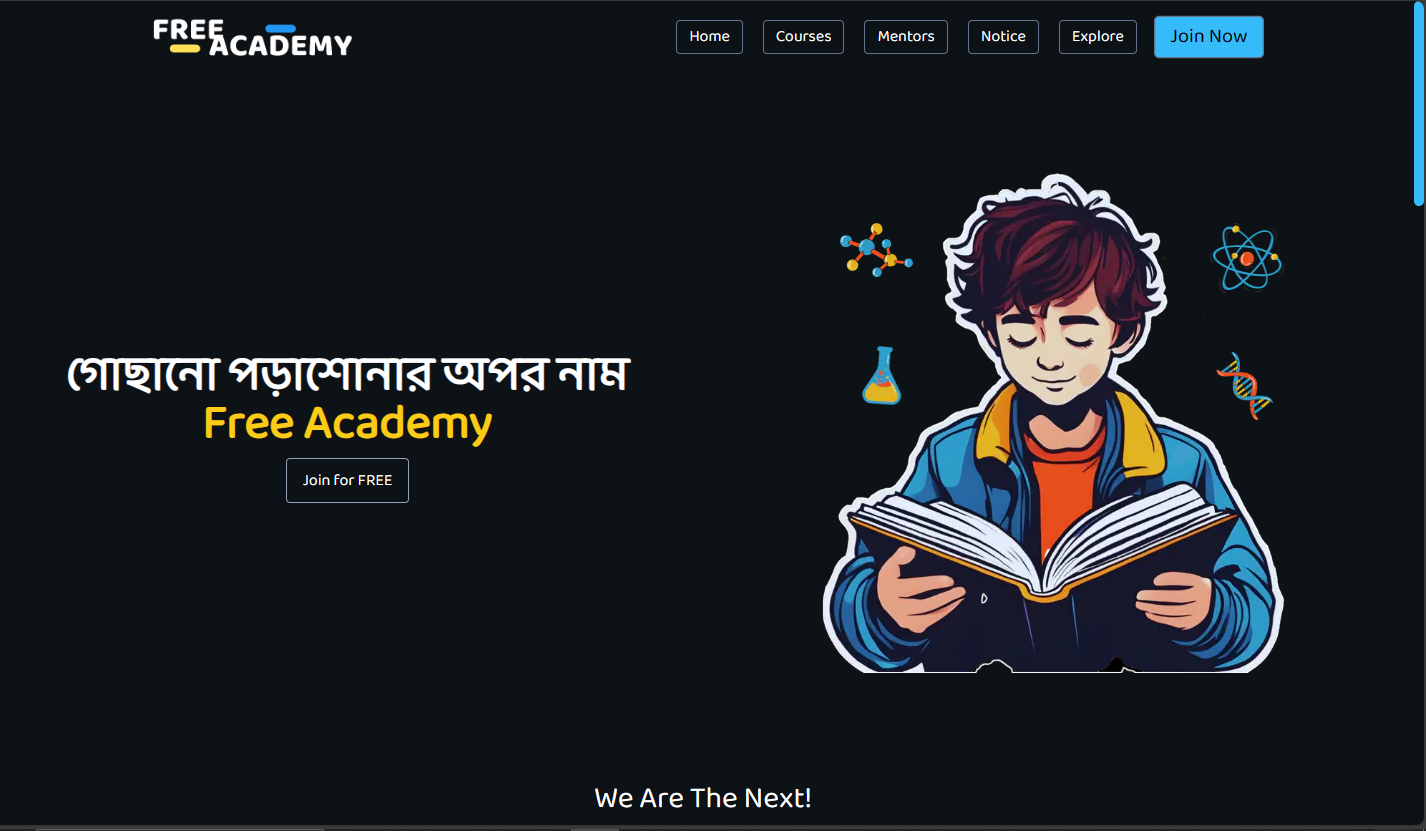 FREE
ACADEMY
Home
Courses
Mentors
Notice
Explore
Join Now
গোছানো পড়াশোনার অপর নাম
Free Academy
Join for FREE
We Are The Next!